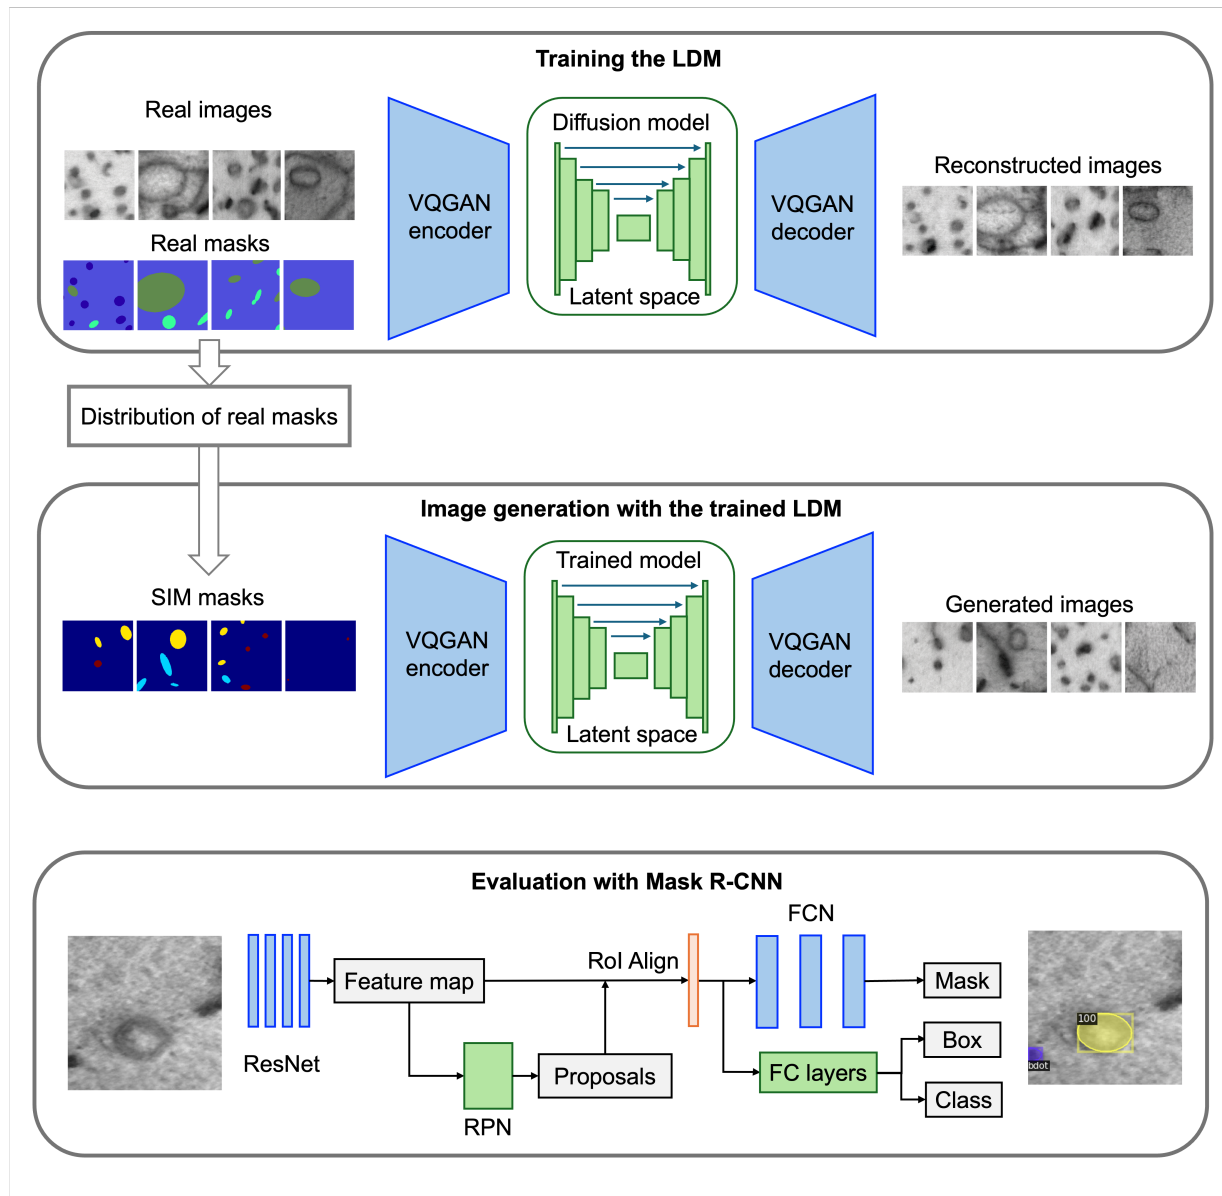 Training the LDM
Real images
Real masks
VQGAN
encoder
Diffusion model
Latent space
VQGAN
decoder
Reconstructed images
Distribution of real masks
Image generation with the trained LDM
SIM masks
VQGAN
encoder
Trained model
Latent space
VQGAN
decoder
Generated images
Evaluation with Mask R-CNN
ResNet
Feature map
RPN
Proposals
RoI Align
FCN
FC layers
Mask
Box
Class
100
bdot